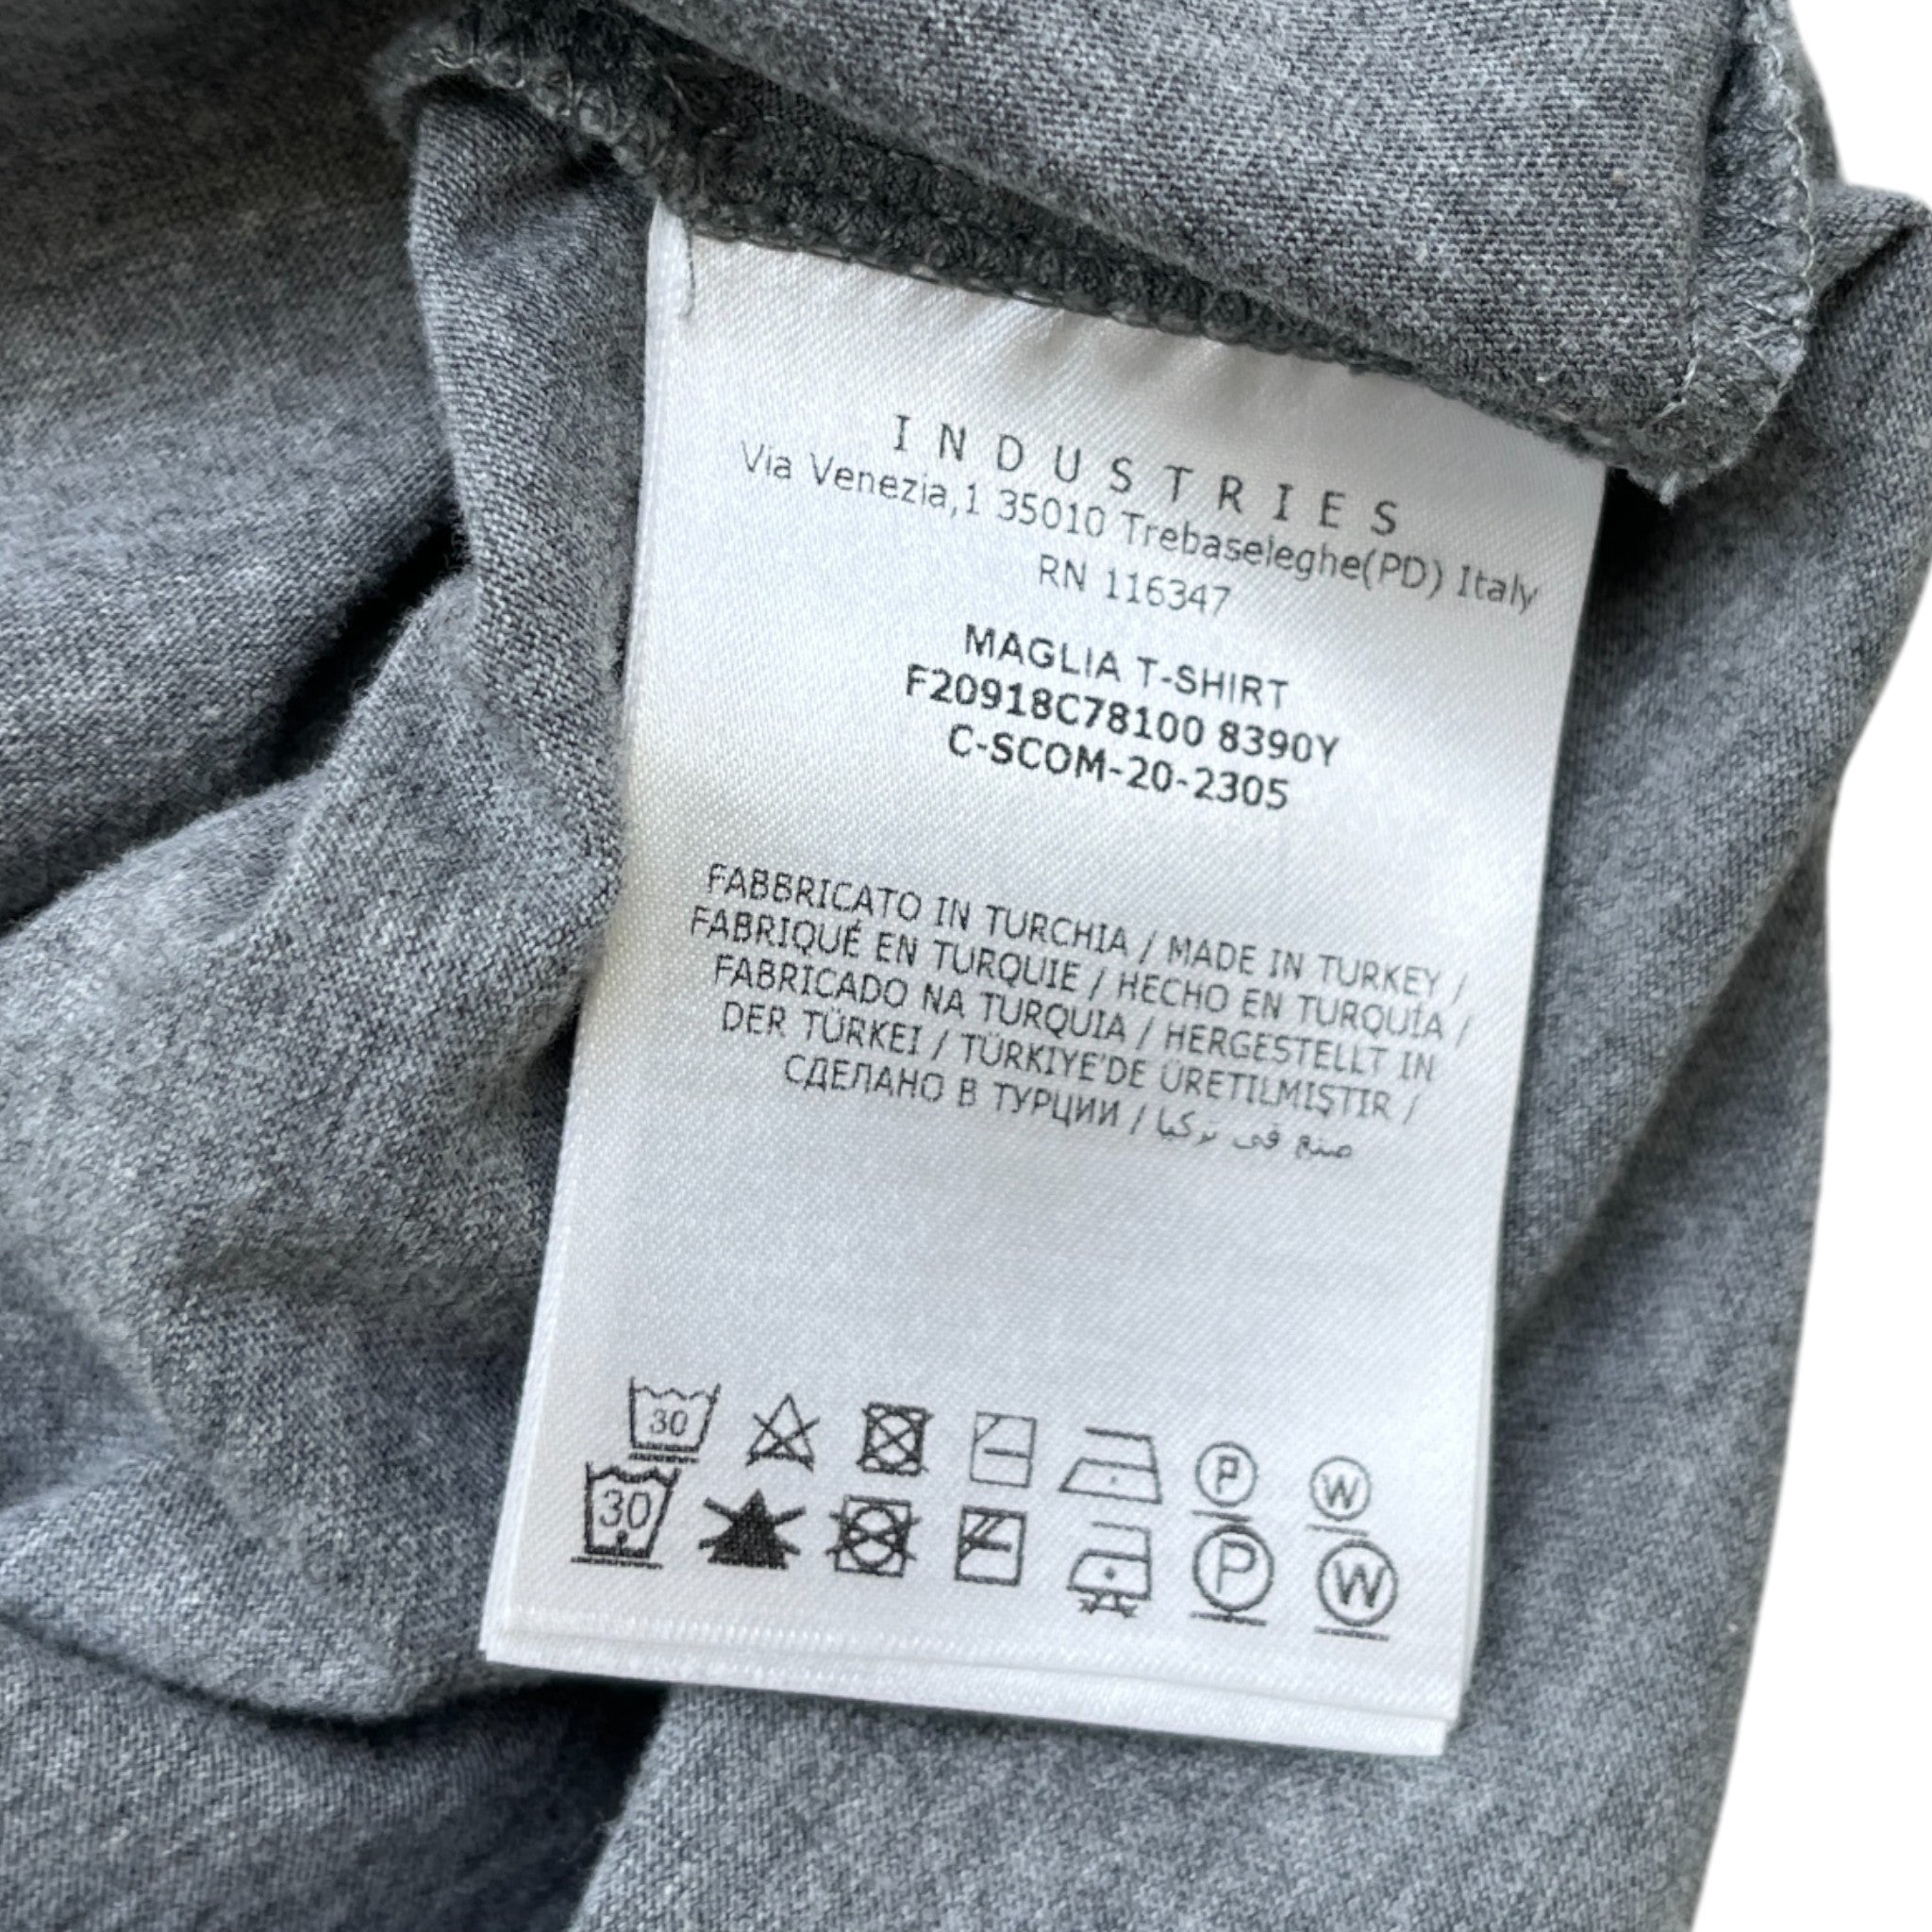 INDUSTRIES
Via Venezia,1 35010 Trebaseleghe(PD) Italy
RN 116347
MAGLIA T-SHIRT
F20918C78100 8390Y
C-SCOM-20-2305
FABBRICATO IN TURCHIA / MADE IN TURKEY /
FABRIQUÉ EN TURQUIE / HECHO EN TURQUÍA /
FABRICADO NA TURQUIA / HERGESTELLT IN
DER TÜRKEI / TÜRKIYE'DE ÜRETILMIŞTIR /
СДЕЛАНО В ТУРЦИИ / صنع في تركيا
30 P W
30 P W